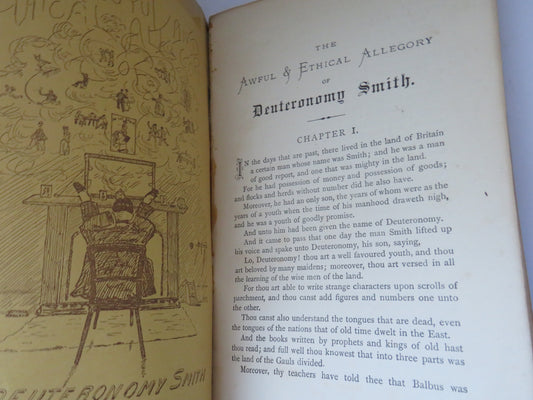 AWFUL
DEUTERONOMY SMITH
THE
AWFUL & ETHICAL ALLEGORY
OF
Deuteronomy Smith.
CHAPTER I.
IN the days that are past, there lived in the land of Britain
a certain man whose name was Smith; and he was a man
of good report, and one that was mighty in the land.
For he had possession of money and possession of goods;
and flocks and herds without number did he also have.
Moreover, he had an only son, the years of whom were as the
years of a youth when the time of his manhood draweth nigh,
and he was a youth of goodly promise.
And unto him had been given the name of Deuteronomy.
And it came to pass that one day the man Smith lifted up
his voice and spake unto Deuteronomy, his son, saying,
Lo, Deuteronomy! thou art a well favoured youth, and thou
art beloved by many maidens; moreover, thou art versed in all
the learning of the wise men of the land.
For thou art able to write strange characters upon scrolls of
parchment, and thou canst add figures and numbers one unto
the other.
Thou canst also understand the tongues that are dead, even
the tongues of the nations that of old time dwelt in the East.
And the books written by prophets and kings of old hast
thou read; and full well thou knowest that into three parts was
the land of the Gauls divided.
Moreover, thy teachers have told thee that Balbus was